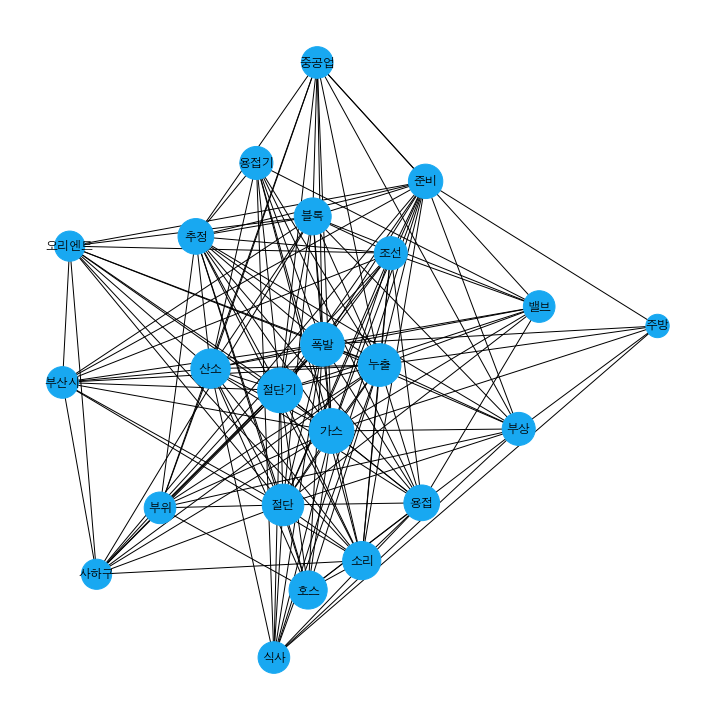 중공업
용접기
준비
블록
추정
오리엔트
조선
밸브
주방
폭발
누출
산소
부산시
절단기
가스
부상
절단
용접
부위
소리
사하구
호스
식사